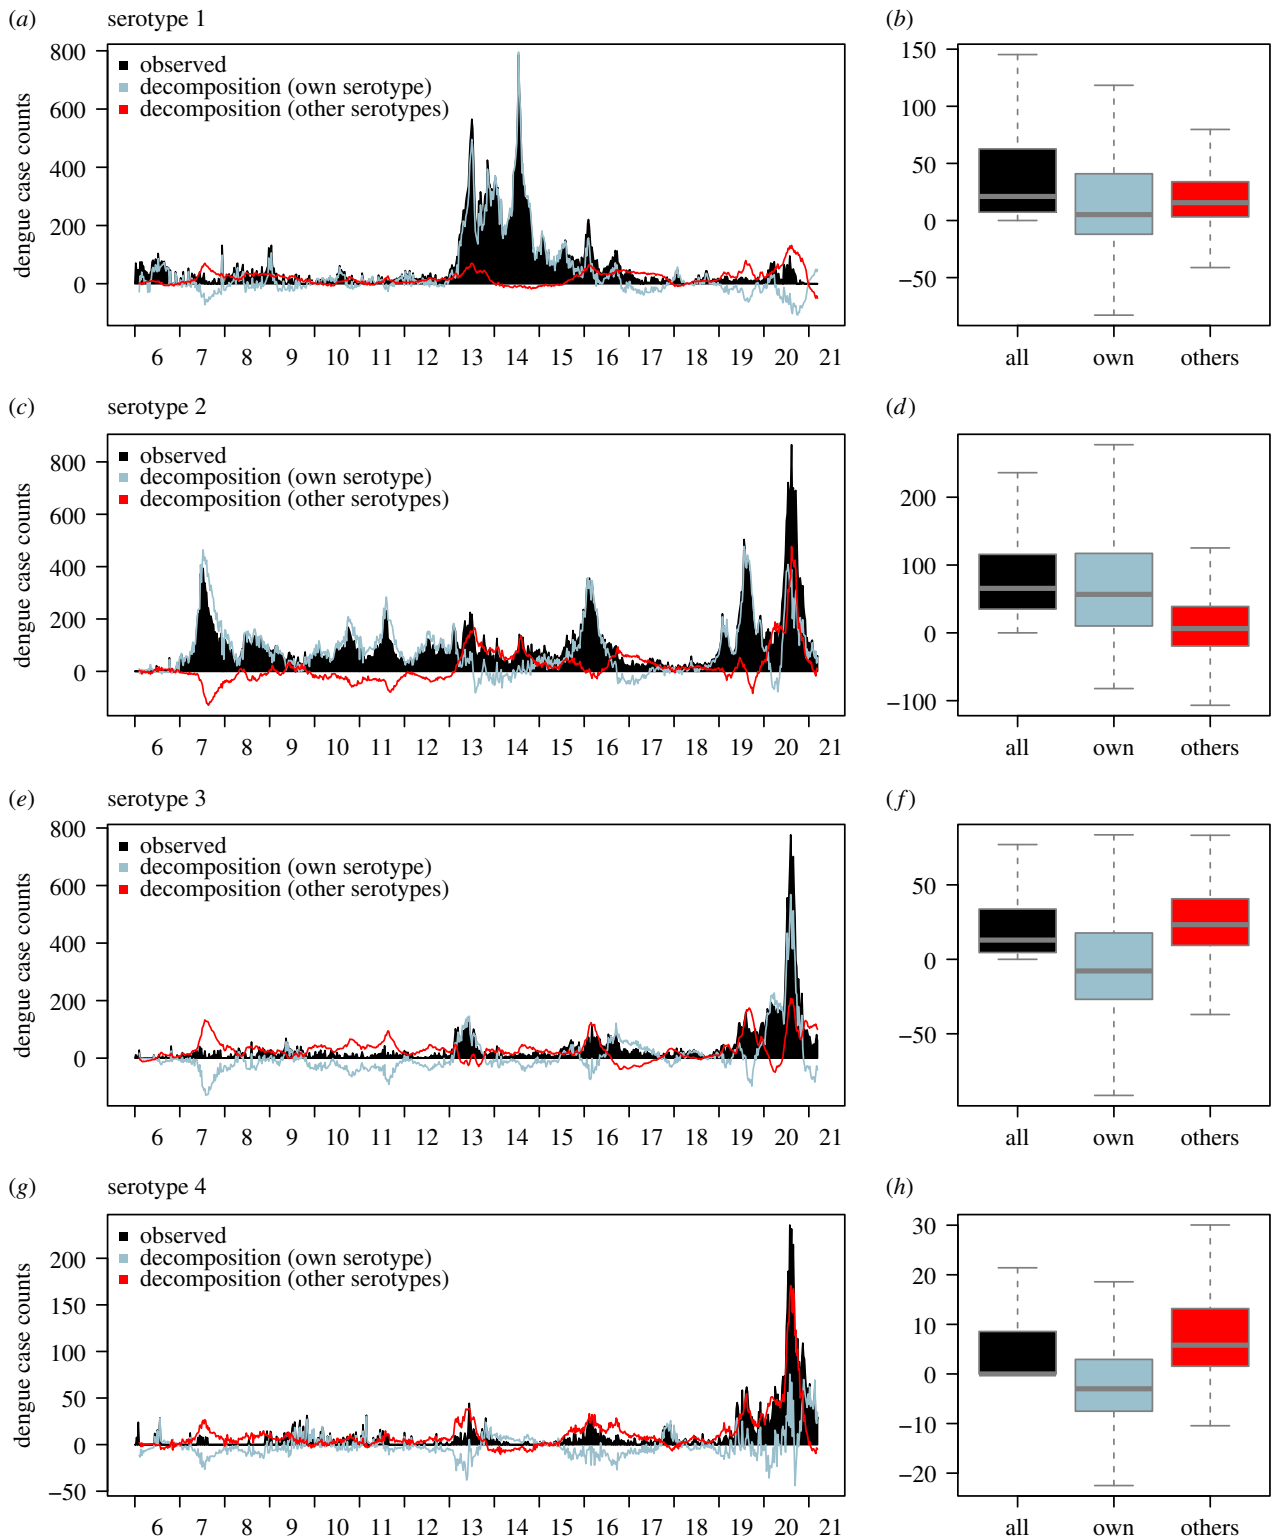 (a) serotype 1
800
600
400
200
0
dengue case counts
observed
decomposition (own serotype)
decomposition (other serotypes)
6 7 8 9 10 11 12 13 14 15 16 17 18 19 20 21
(b)
150
100
50
0
−50
all own others
(c) serotype 2
800
600
400
200
0
dengue case counts
observed
decomposition (own serotype)
decomposition (other serotypes)
6 7 8 9 10 11 12 13 14 15 16 17 18 19 20 21
(d)
200
100
0
−100
all own others
(e) serotype 3
800
600
400
200
0
dengue case counts
observed
decomposition (own serotype)
decomposition (other serotypes)
6 7 8 9 10 11 12 13 14 15 16 17 18 19 20 21
(f)
50
0
−50
all own others
(g) serotype 4
200
150
100
50
0
−50
dengue case counts
observed
decomposition (own serotype)
decomposition (other serotypes)
6 7 8 9 10 11 12 13 14 15 16 17 18 19 20 21
(h)
30
20
10
0
−10
−20
all own others